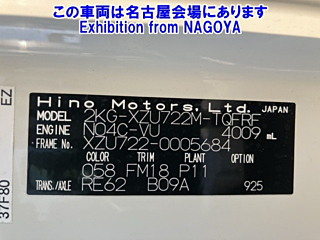 この車両は名古屋会場にあります
Exhibition from NAGOYA
Hino Motors, Ltd. JAPAN
MODEL 2KG-XZU722M-TQFRF
ENGINE N04C-VU 4009 mL
FRAME No. XZU722-0005684
COLOR TRIM PLANT OPTION
058 FM18 P11
TRANS./AXLE RE62 B09A 925
37F80 EZ